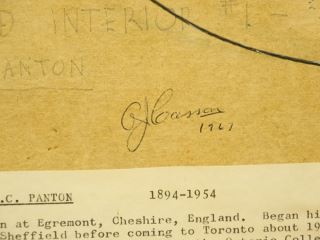 D INTERIOR #1 -
PANTON
A J Casson
1967
.C. PANTON 1894-1954
n at Egremont, Cheshire, England. Began hi
Sheffield before coming to Toronto about 19